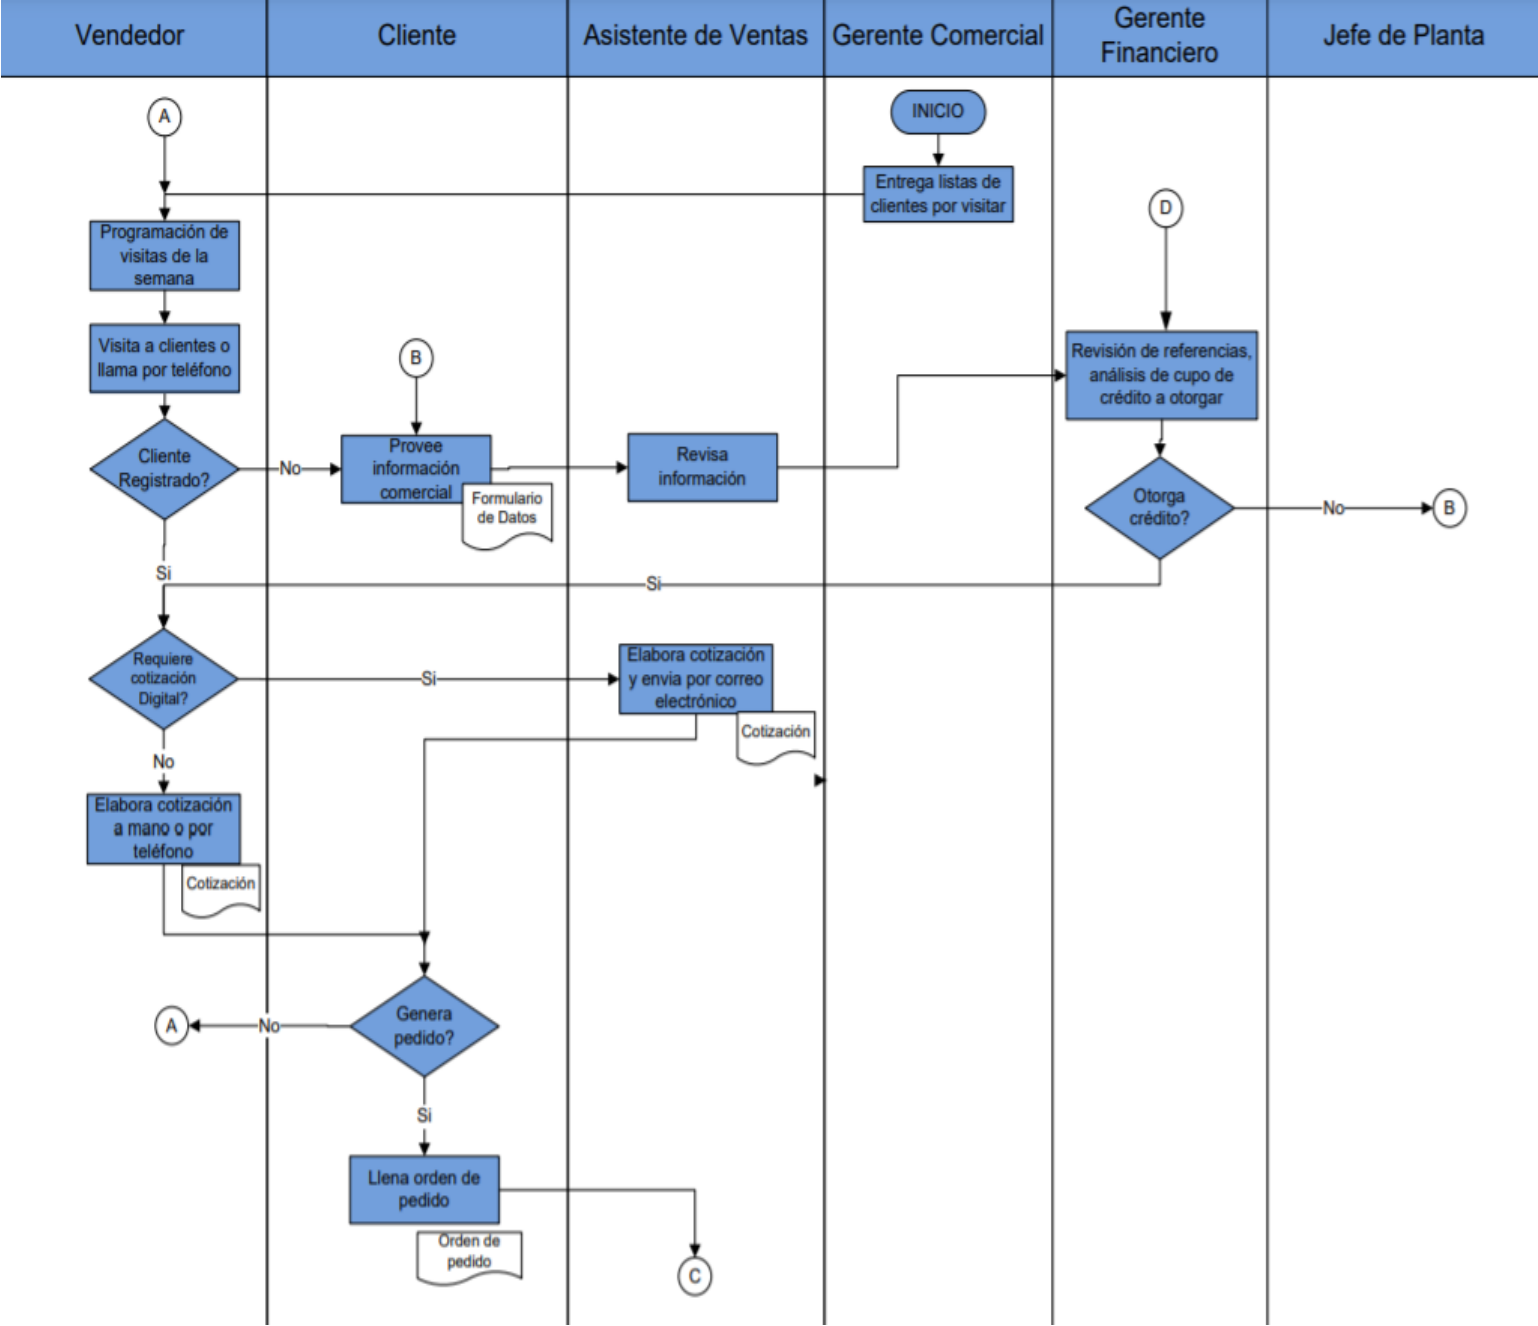 Vendedor
Cliente
Asistente de Ventas
Gerente Comercial
Gerente
Financiero
Jefe de Planta
A
INICIO
Entrega listas de
clientes por visitar
D
Programación de
visitas de la
semana
Visita a clientes o
llama por teléfono
B
Revisión de referencias,
análisis de cupo de
crédito a otorgar
Cliente
Registrado?
No
Provee
información
comercial
Formulario
de Datos
Revisa
información
Otorga
crédito?
No
B
Si
Si
Requiere
cotización
Digital?
Si
Elabora cotización
y envia por correo
electrónico
Cotización
No
Elabora cotización
a mano o por
teléfono
Cotización
A
No
Genera
pedido?
Si
Llena orden de
pedido
Orden de
pedido
C